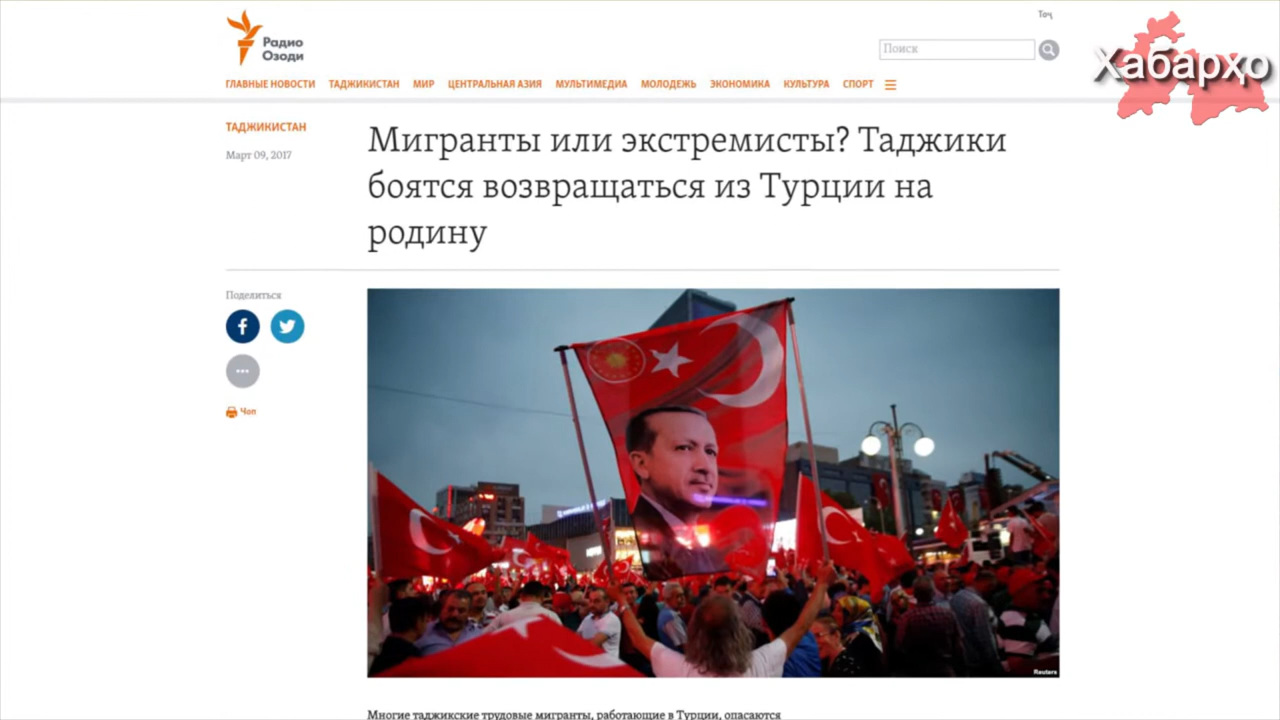 Тоҷ
Радио
Озоди
Поиск
Хабарҳо
ГЛАВНЫЕ НОВОСТИ ТАДЖИКИСТАН МИР ЦЕНТРАЛЬНАЯ АЗИЯ МУЛЬТИМЕДИА МОЛОДЕЖЬ ЭКОНОМИКА КУЛЬТУРА СПОРТ
ТАДЖИКИСТАН
Март 09, 2017
Мигранты или экстремисты? Таджики
боятся возвращаться из Турции на
родину
Поделиться
Чоп
Reuters
Многие таджикские трудовые мигранты, работающие в Турции, опасаются